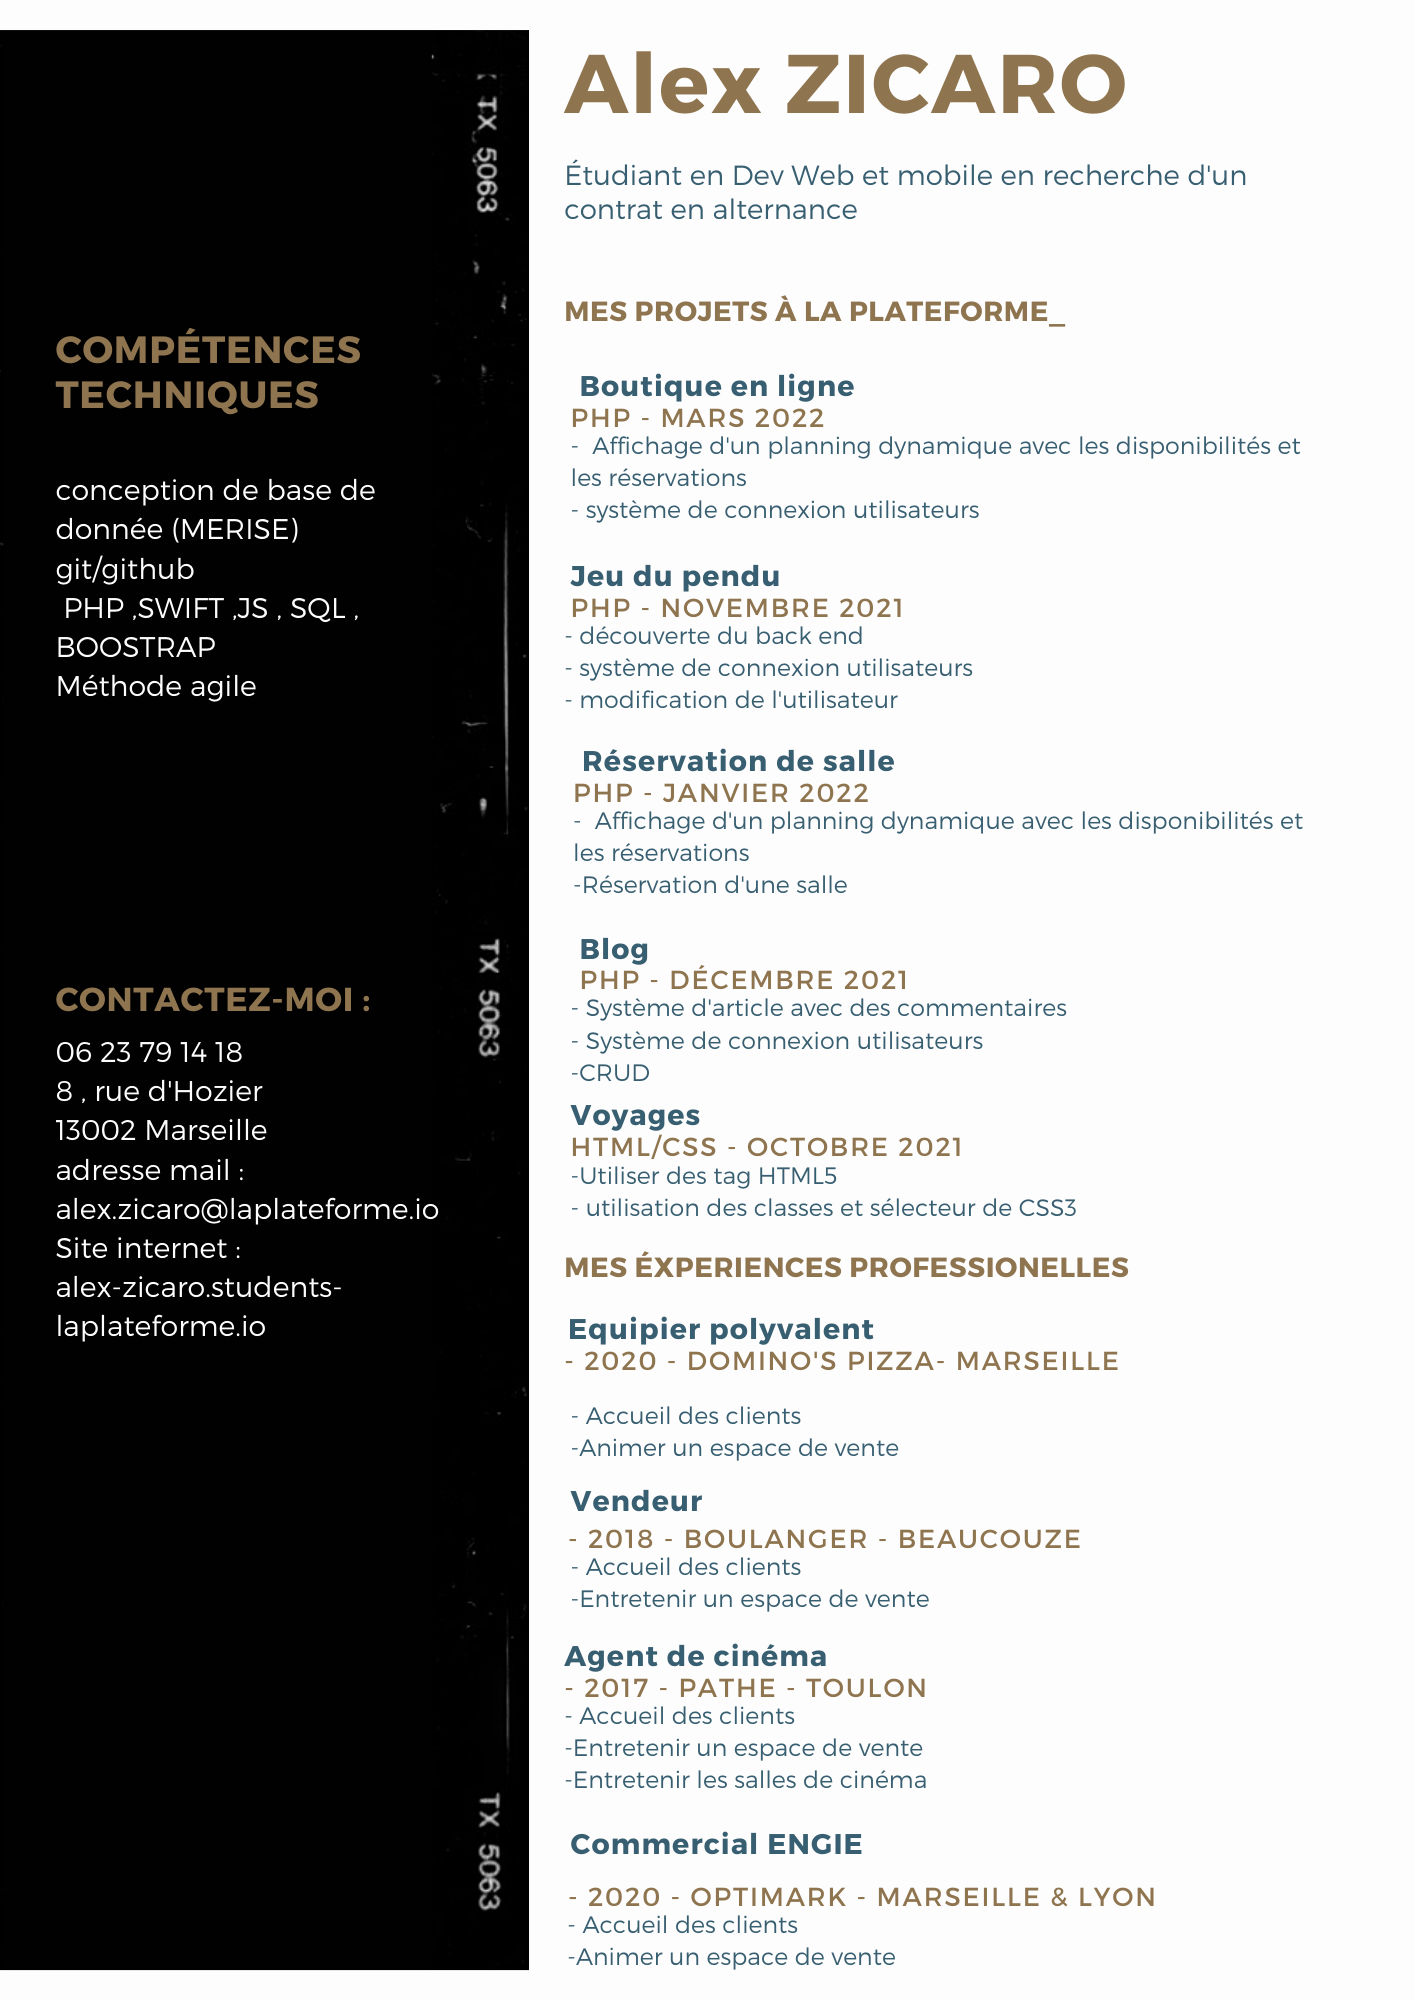 Alex ZICARO
Étudiant en Dev Web et mobile en recherche d'un
contrat en alternance
COMPÉTENCES
TECHNIQUES
conception de base de
donnée (MERISE)
git/github
PHP ,SWIFT ,JS , SQL ,
BOOSTRAP
Méthode agile
CONTACTEZ-MOI :
06 23 79 14 18
8 , rue d'Hozier
13002 Marseille
adresse mail :
alex.zicaro@laplateforme.io
Site internet :
alex-zicaro.students-
laplateforme.io
TX 5063
TX 5063
TX 5063
MES PROJETS À LA PLATEFORME_
Boutique en ligne
PHP - MARS 2022
- Affichage d'un planning dynamique avec les disponibilités et
les réservations
- système de connexion utilisateurs
Jeu du pendu
PHP - NOVEMBRE 2021
- découverte du back end
- système de connexion utilisateurs
- modification de l'utilisateur
Réservation de salle
PHP - JANVIER 2022
- Affichage d'un planning dynamique avec les disponibilités et
les réservations
-Réservation d'une salle
Blog
PHP - DÉCEMBRE 2021
- Système d'article avec des commentaires
- Système de connexion utilisateurs
-CRUD
Voyages
HTML/CSS - OCTOBRE 2021
-Utiliser des tag HTML5
- utilisation des classes et sélecteur de CSS3
MES ÉXPERIENCES PROFESSIONELLES
Equipier polyvalent
- 2020 - DOMINO'S PIZZA- MARSEILLE
- Accueil des clients
-Animer un espace de vente
Vendeur
- 2018 - BOULANGER - BEAUCOUZE
- Accueil des clients
-Entretenir un espace de vente
Agent de cinéma
- 2017 - PATHE - TOULON
- Accueil des clients
-Entretenir un espace de vente
-Entretenir les salles de cinéma
Commercial ENGIE
- 2020 - OPTIMARK - MARSEILLE & LYON
- Accueil des clients
-Animer un espace de vente